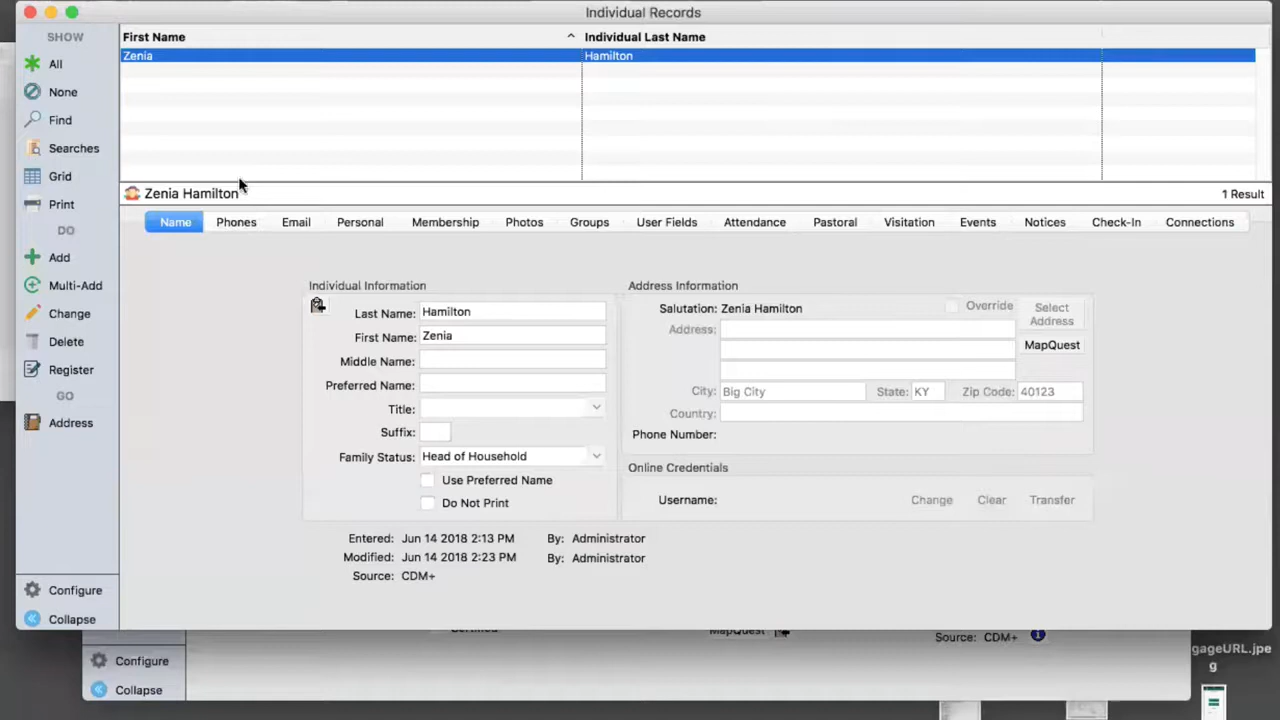 Individual Records
SHOW
All
None
Find
Searches
Grid
Print
DO
Add
Multi-Add
Change
Delete
Register
GO
Address
Configure
Collapse
First Name Individual Last Name
Zenia Hamilton
Zenia Hamilton 1 Result
Name Phones Email Personal Membership Photos Groups User Fields Attendance Pastoral Visitation Events Notices Check-In Connections
Individual Information
Last Name: Hamilton
First Name: Zenia
Middle Name:
Preferred Name:
Title:
Suffix:
Family Status: Head of Household
Use Preferred Name
Do Not Print
Address Information
Salutation: Zenia Hamilton Override
Select Address
Address:
MapQuest
City: Big City State: KY Zip Code: 40123
Country:
Phone Number:
Online Credentials
Username: Change Clear Transfer
Entered: Jun 14 2018 2:13 PM By: Administrator
Modified: Jun 14 2018 2:23 PM By: Administrator
Source: CDM+
Certified MapQuest Source: CDM+
Configure
Collapse
gageURL.jpe
g